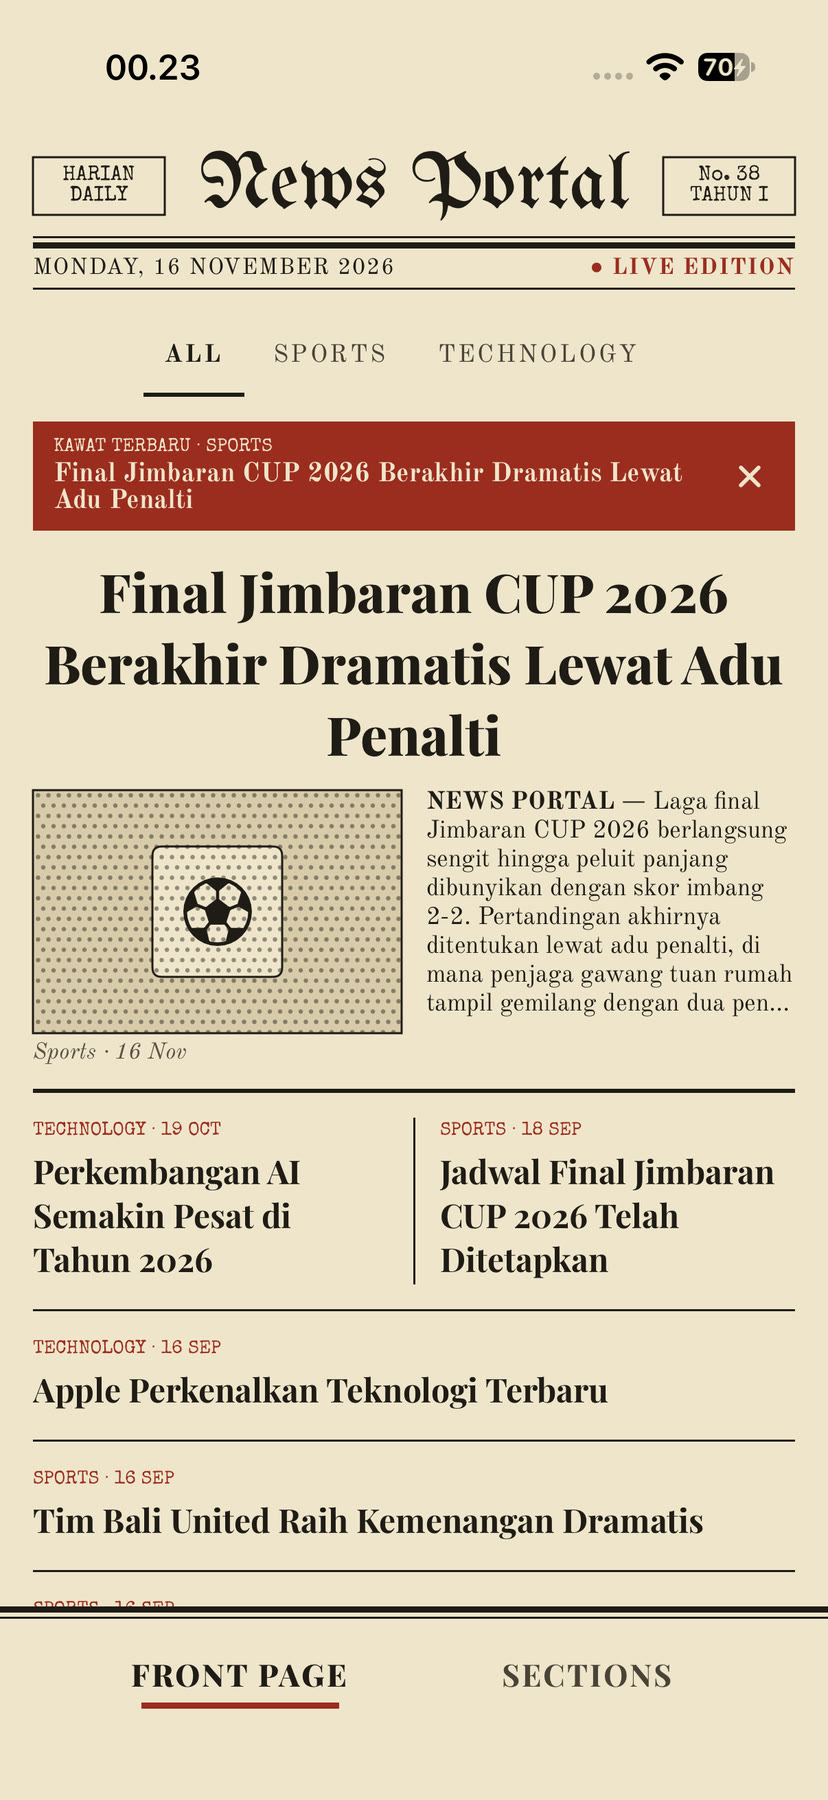 00.23
70
HARIAN
DAILY
News Portal
No. 38
TAHUN I
MONDAY, 16 NOVEMBER 2026
• LIVE EDITION
ALL
SPORTS
TECHNOLOGY
KAWAT TERBARU · SPORTS
Final Jimbaran CUP 2026 Berakhir Dramatis Lewat
Adu Penalti
Final Jimbaran CUP 2026
Berakhir Dramatis Lewat Adu
Penalti
NEWS PORTAL — Laga final
Jimbaran CUP 2026 berlangsung
sengit hingga peluit panjang
dibunyikan dengan skor imbang
2-2. Pertandingan akhirnya
ditentukan lewat adu penalti, di
mana penjaga gawang tuan rumah
tampil gemilang dengan dua pen...
Sports · 16 Nov
TECHNOLOGY · 19 OCT
Perkembangan AI
Semakin Pesat di
Tahun 2026
SPORTS · 18 SEP
Jadwal Final Jimbaran
CUP 2026 Telah
Ditetapkan
TECHNOLOGY · 16 SEP
Apple Perkenalkan Teknologi Terbaru
SPORTS · 16 SEP
Tim Bali United Raih Kemenangan Dramatis
SPORTS · 16 SEP
FRONT PAGE
SECTIONS